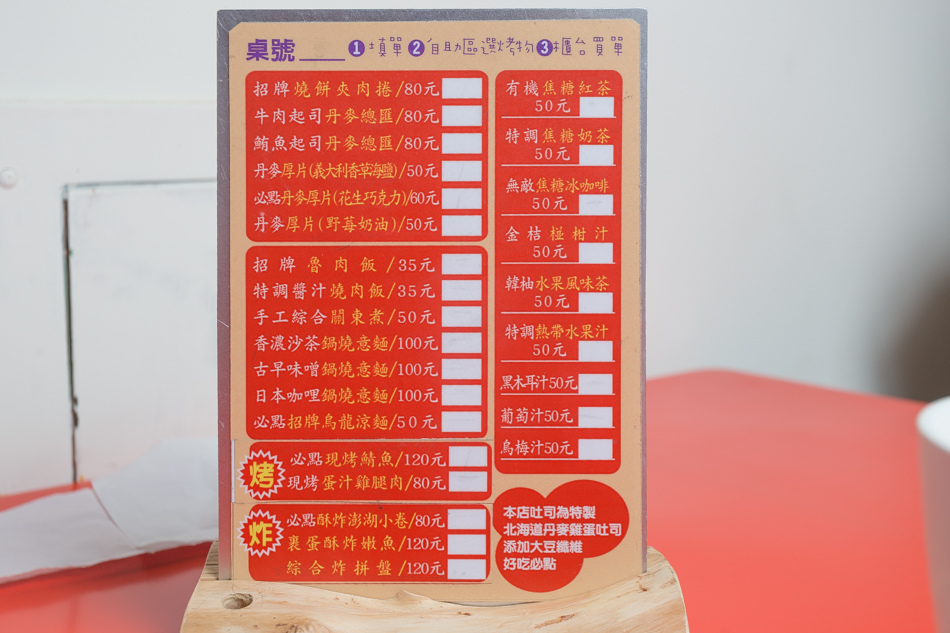 桌號____ ❶填單❷自助區選烤物❸櫃台買單
招牌燒餅夾肉捲/80元
牛肉起司丹麥總匯/80元
鮪魚起司丹麥總匯/80元
丹麥厚片(義大利香草海鹽)/50元
必點丹麥厚片(花生巧克力)/60元
丹麥厚片(野莓奶油)/50元
招牌魯肉飯/35元
特調醬汁燒肉飯/35元
手工綜合關東煮/50元
香濃沙茶鍋燒意麵/100元
古早味噌鍋燒意麵/100元
日本咖哩鍋燒意麵/100元
必點招牌烏龍涼麵/50元
烤
必點現烤鯖魚/120元
現烤蛋汁雞腿肉/80元
炸
必點酥炸澎湖小卷/80元
裹蛋酥炸嫩魚/120元
綜合炸拼盤/120元
有機焦糖紅茶
50元
特調焦糖奶茶
50元
無敵焦糖冰咖啡
50元
金桔椪柑汁
50元
韓柚水果風味茶
50元
特調熱帶水果汁
50元
黑木耳汁50元
葡萄汁50元
烏梅汁50元
本店吐司為特製
北海道丹麥雞蛋吐司
添加大豆纖維
好吃必點